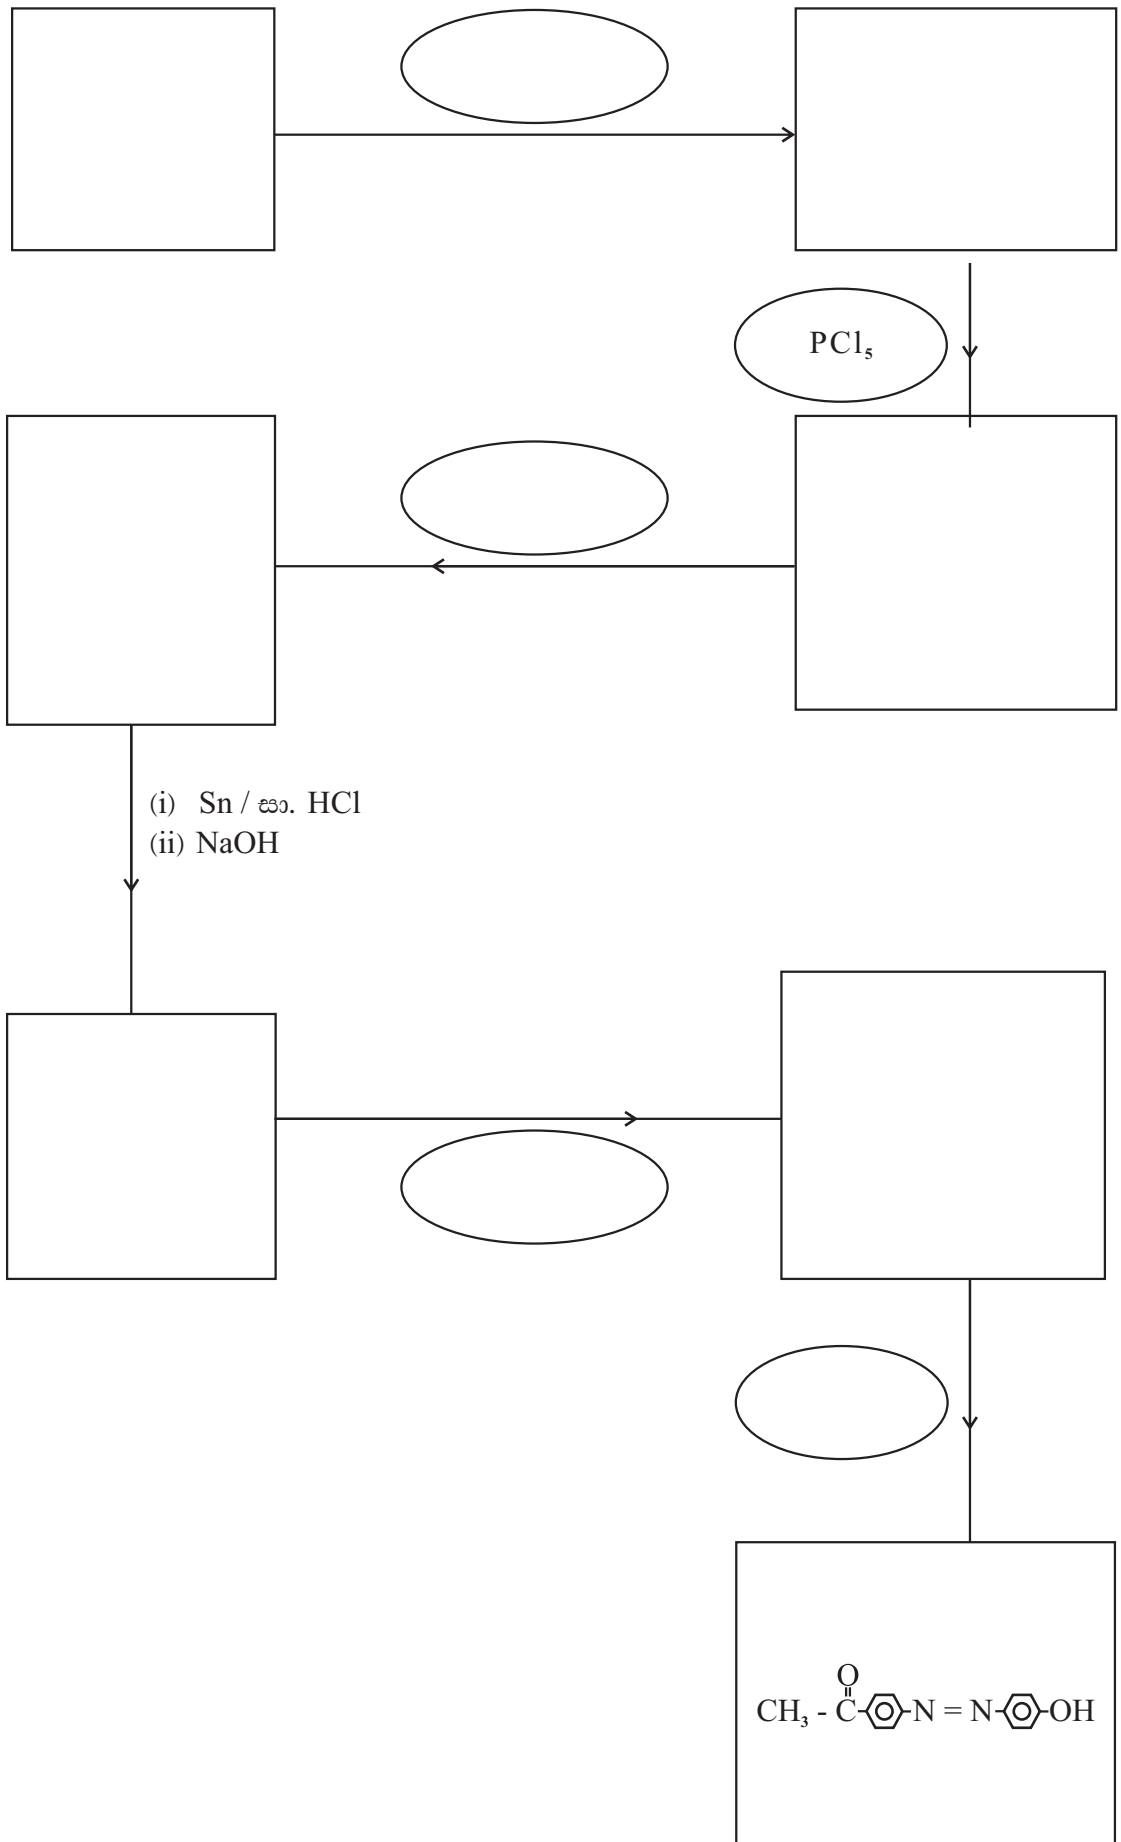 PCl₅
(i) Sn / සා. HCl
(ii) NaOH
O
CH₃ - C N = N OH